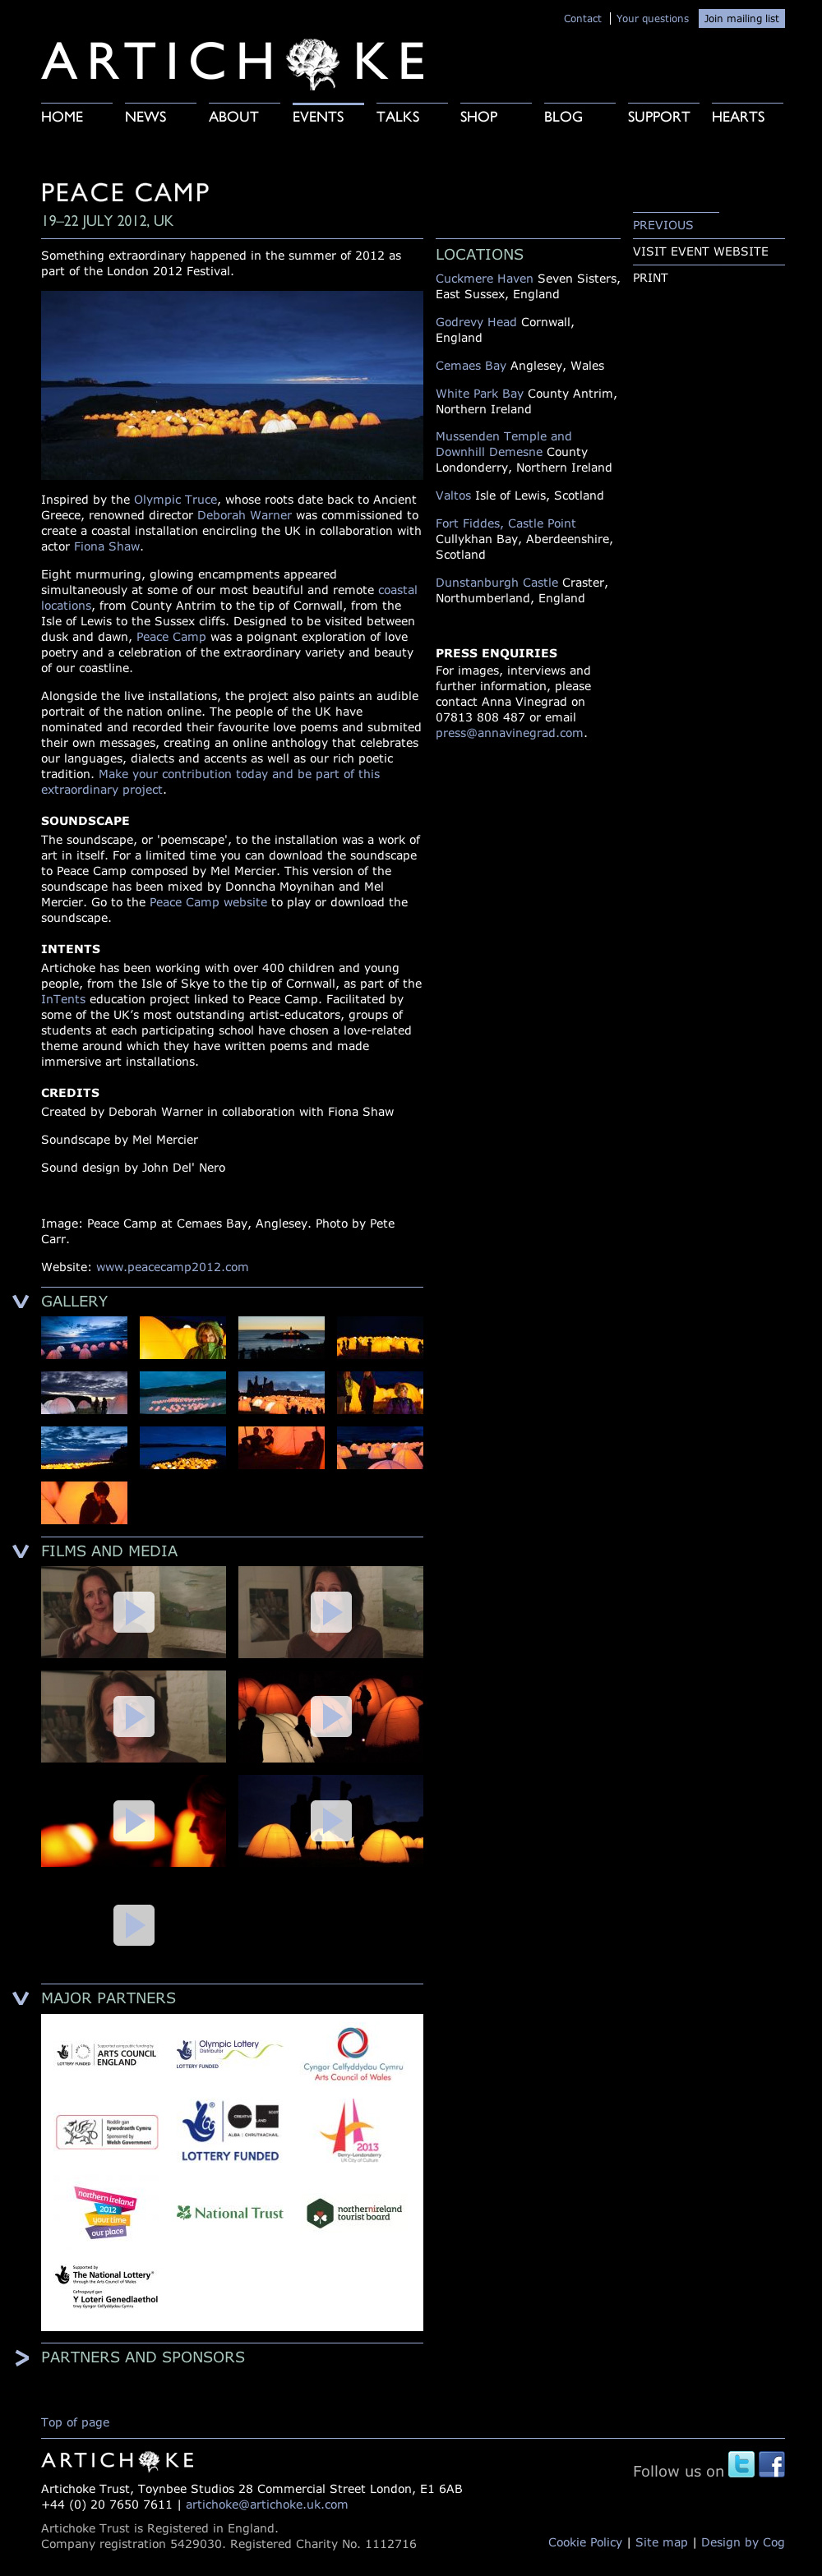 Contact | Your questions Join mailing list
ARTICHOKE
HOME NEWS ABOUT EVENTS TALKS SHOP BLOG SUPPORT HEARTS
PEACE CAMP
19–22 JULY 2012, UK
Something extraordinary happened in the summer of 2012 as
part of the London 2012 Festival.
Inspired by the Olympic Truce, whose roots date back to Ancient
Greece, renowned director Deborah Warner was commissioned to
create a coastal installation encircling the UK in collaboration with
actor Fiona Shaw.
Eight murmuring, glowing encampments appeared
simultaneously at some of our most beautiful and remote coastal
locations, from County Antrim to the tip of Cornwall, from the
Isle of Lewis to the Sussex cliffs. Designed to be visited between
dusk and dawn, Peace Camp was a poignant exploration of love
poetry and a celebration of the extraordinary variety and beauty
of our coastline.
Alongside the live installations, the project also paints an audible
portrait of the nation online. The people of the UK have
nominated and recorded their favourite love poems and submited
their own messages, creating an online anthology that celebrates
our languages, dialects and accents as well as our rich poetic
tradition. Make your contribution today and be part of this
extraordinary project.
SOUNDSCAPE
The soundscape, or 'poemscape', to the installation was a work of
art in itself. For a limited time you can download the soundscape
to Peace Camp composed by Mel Mercier. This version of the
soundscape has been mixed by Donncha Moynihan and Mel
Mercier. Go to the Peace Camp website to play or download the
soundscape.
INTENTS
Artichoke has been working with over 400 children and young
people, from the Isle of Skye to the tip of Cornwall, as part of the
InTents education project linked to Peace Camp. Facilitated by
some of the UK’s most outstanding artist-educators, groups of
students at each participating school have chosen a love-related
theme around which they have written poems and made
immersive art installations.
CREDITS
Created by Deborah Warner in collaboration with Fiona Shaw
Soundscape by Mel Mercier
Sound design by John Del' Nero
Image: Peace Camp at Cemaes Bay, Anglesey. Photo by Pete
Carr.
Website: www.peacecamp2012.com
LOCATIONS
Cuckmere Haven Seven Sisters,
East Sussex, England
Godrevy Head Cornwall,
England
Cemaes Bay Anglesey, Wales
White Park Bay County Antrim,
Northern Ireland
Mussenden Temple and
Downhill Demesne County
Londonderry, Northern Ireland
Valtos Isle of Lewis, Scotland
Fort Fiddes, Castle Point
Cullykhan Bay, Aberdeenshire,
Scotland
Dunstanburgh Castle Craster,
Northumberland, England
PRESS ENQUIRIES
For images, interviews and
further information, please
contact Anna Vinegrad on
07813 808 487 or email
press@annavinegrad.com.
PREVIOUS
VISIT EVENT WEBSITE
PRINT
GALLERY
FILMS AND MEDIA
MAJOR PARTNERS
LOTTERY FUNDED
ARTS COUNCIL
ENGLAND
Olympic Lottery
Distributor
LOTTERY FUNDED
Cyngor Celfyddydau Cymru
Arts Council of Wales
Noddir gan
Lywodraeth Cymru
Sponsored by
Welsh Government
LOTTERY FUNDED
2013
Derry~Londonderry
UK City of Culture
northern ireland
2012
your time
our place
National Trust
northernireland
tourist board
Supported by
The National Lottery
through the Arts Council of Wales
Cefnogwyd gan
Y Loteri Genedlaethol
trwy Gyngor Celfyddydau Cymru
PARTNERS AND SPONSORS
Top of page
ARTICHOKE
Follow us on
Artichoke Trust, Toynbee Studios 28 Commercial Street London, E1 6AB
+44 (0) 20 7650 7611 | artichoke@artichoke.uk.com
Artichoke Trust is Registered in England.
Company registration 5429030. Registered Charity No. 1112716
Cookie Policy | Site map | Design by Cog